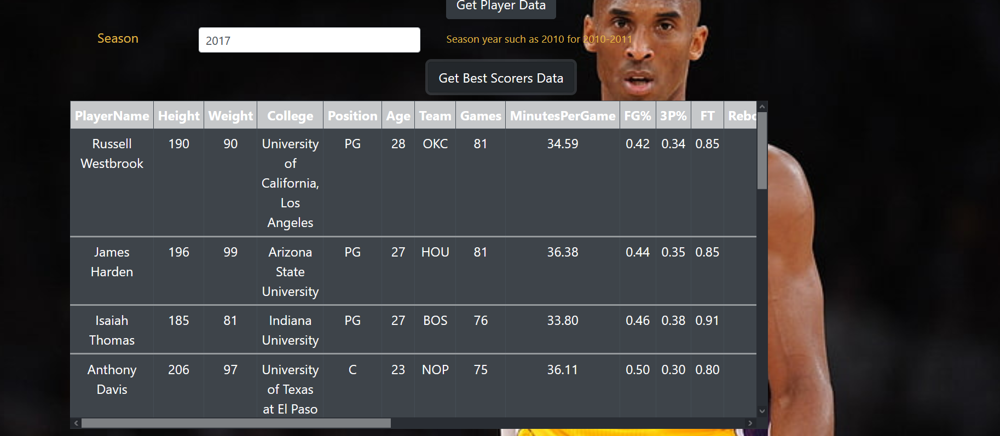 Get Player Data
Season 2017 Season year such as 2010 for 2010-2011
Get Best Scorers Data
PlayerName Height Weight College Position Age Team Games MinutesPerGame FG% 3P% FT Rebo
Russell 190 90 University PG 28 OKC 81 34.59 0.42 0.34 0.85
Westbrook of
California,
Los
Angeles
James 196 99 Arizona PG 27 HOU 81 36.38 0.44 0.35 0.85
Harden State
University
Isaiah 185 81 Indiana PG 27 BOS 76 33.80 0.46 0.38 0.91
Thomas University
Anthony 206 97 University C 23 NOP 75 36.11 0.50 0.30 0.80
Davis of Texas
at El Paso